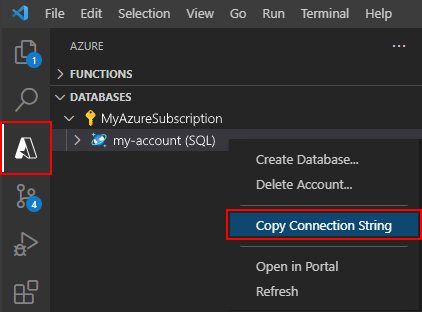 File Edit Selection View Go Run Terminal Help
AZURE
...
1
FUNCTIONS
DATABASES
MyAzureSubscription
my-account (SQL)
Create Database...
Delete Account...
4
Copy Connection String
Open in Portal
Refresh